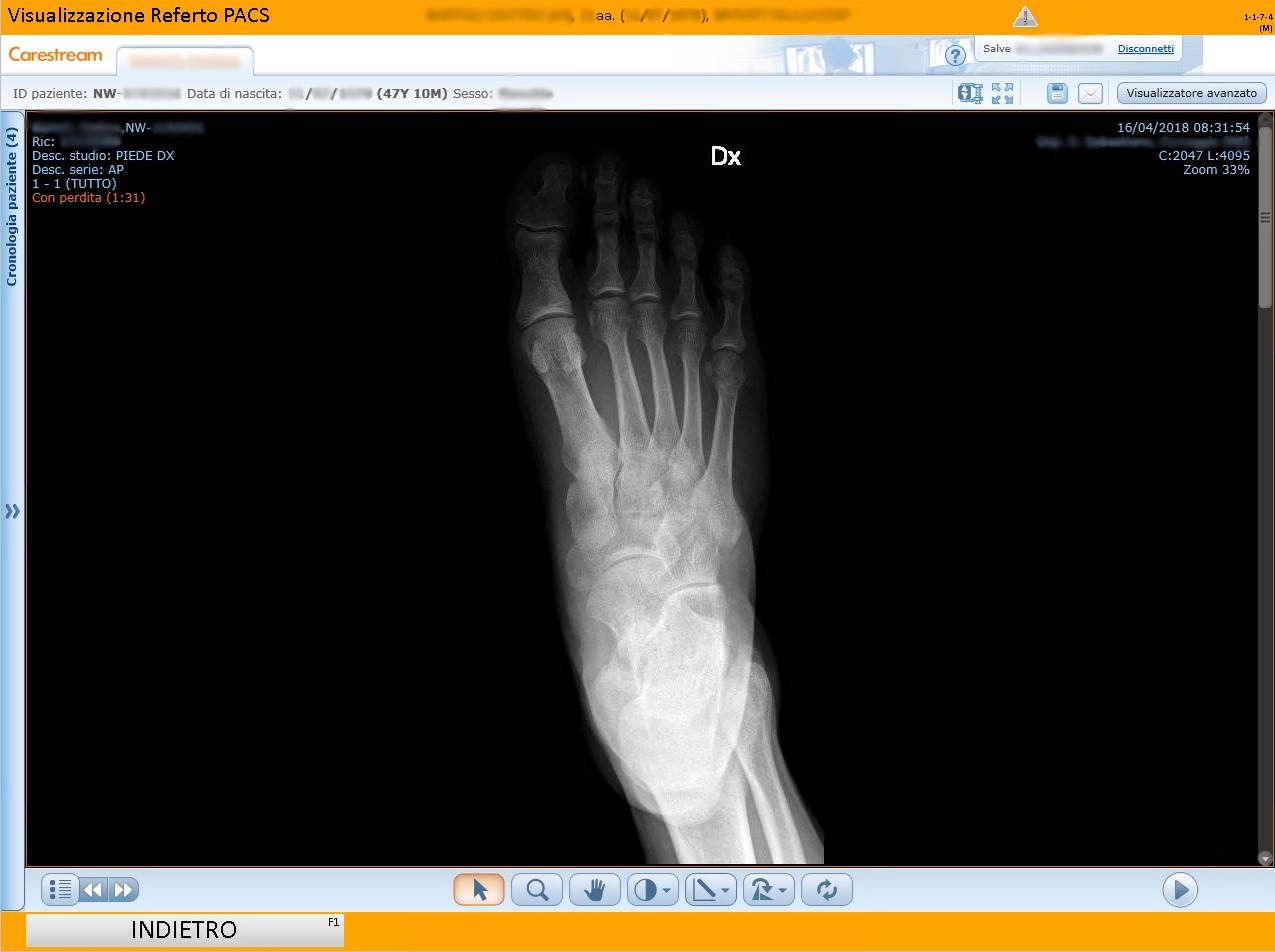 Visualizzazione Referto PACS
aa. ( / / ),
1-1-7-4
(M)
Carestream
?
Salve
Disconnetti
ID paziente: NW- Data di nascita: / / (47Y 10M) Sesso:
Visualizzatore avanzato
Cronologia paziente (4)
,NW-
Ric:
Desc. studio: PIEDE DX
Desc. serie: AP
1 - 1 (TUTTO)
Con perdita (1:31)
Dx
16/04/2018 08:31:54
C:2047 L:4095
Zoom 33%
INDIETRO
F1